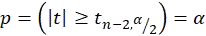 p = (|t| ≥ t_{n−2,α/2}) = α